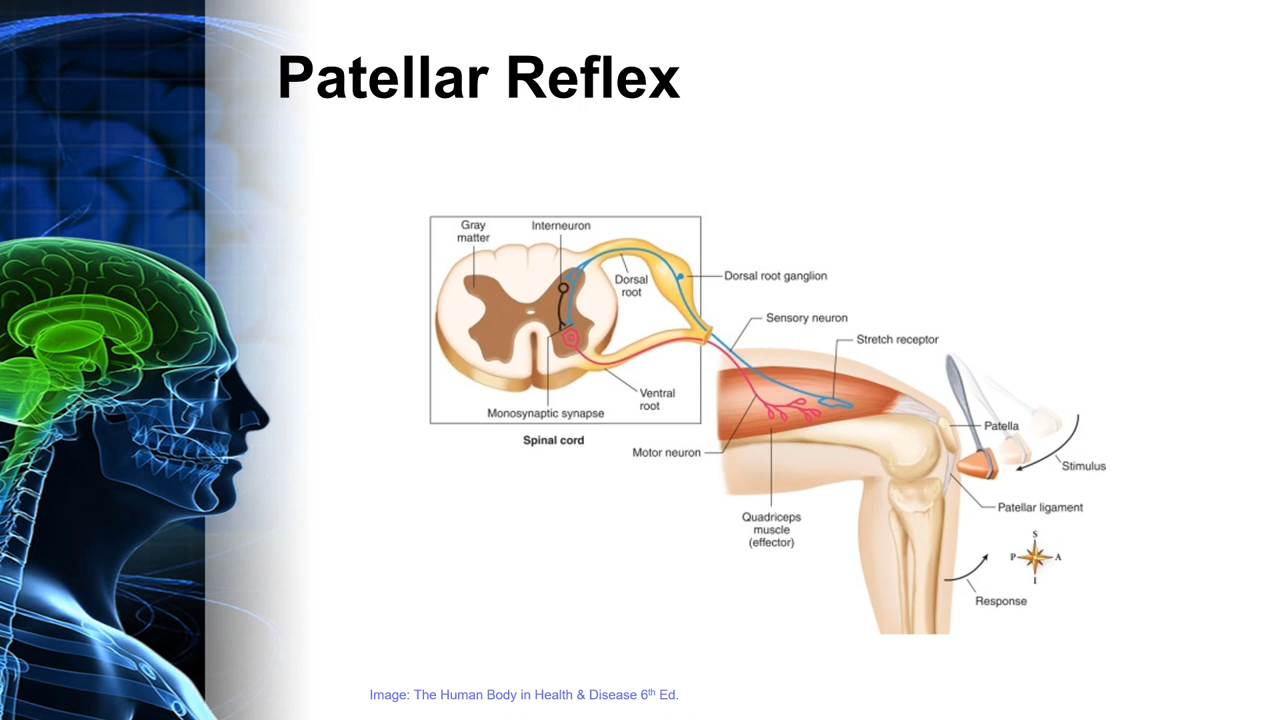 Patellar Reflex
Gray
matter
Interneuron
Dorsal
root
Dorsal root ganglion
Sensory neuron
Stretch receptor
Ventral
root
Monosynaptic synapse
Spinal cord
Motor neuron
Patella
Stimulus
Patellar ligament
Quadriceps
muscle
(effector)
S
P A
I
Response
Image: The Human Body in Health & Disease 6th Ed.